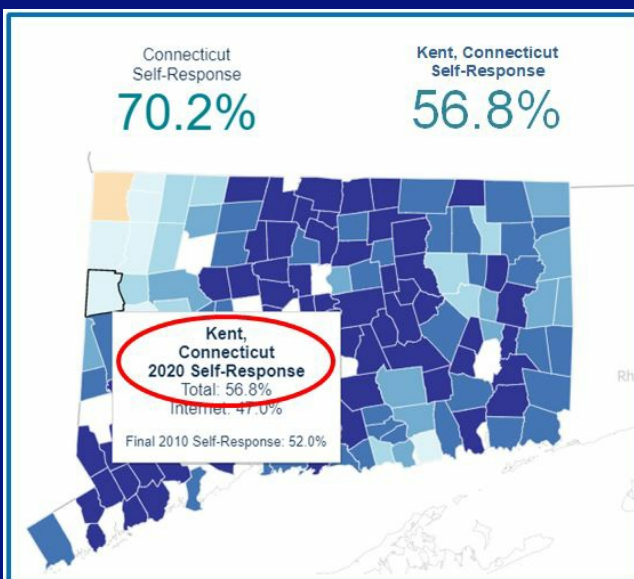 Connecticut
Self-Response
70.2%
Kent, Connecticut
Self-Response
56.8%
Kent,
Connecticut
2020 Self-Response
Total: 56.8%
Internet: 47.0%
Final 2010 Self-Response: 52.0%
Rh